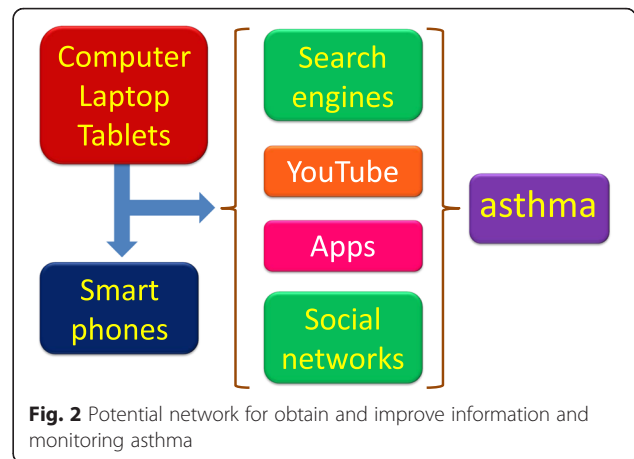 Computer
Laptop
Tablets
Smart
phones
Search
engines
YouTube
Apps
Social
networks
asthma
Fig. 2 Potential network for obtain and improve information and
monitoring asthma